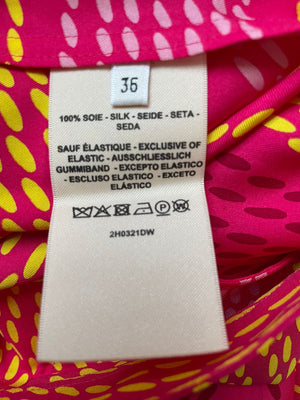 36
100% SOIE - SILK - SEIDE - SETA -
SEDA
SAUF ÉLASTIQUE - EXCLUSIVE OF
ELASTIC - AUSSCHLIESSLICH
GUMMIBAND - EXCEPTO ELASTICO
- ESCLUSO ELASTICO - EXCETO
ELÁSTICO
2H0321DW